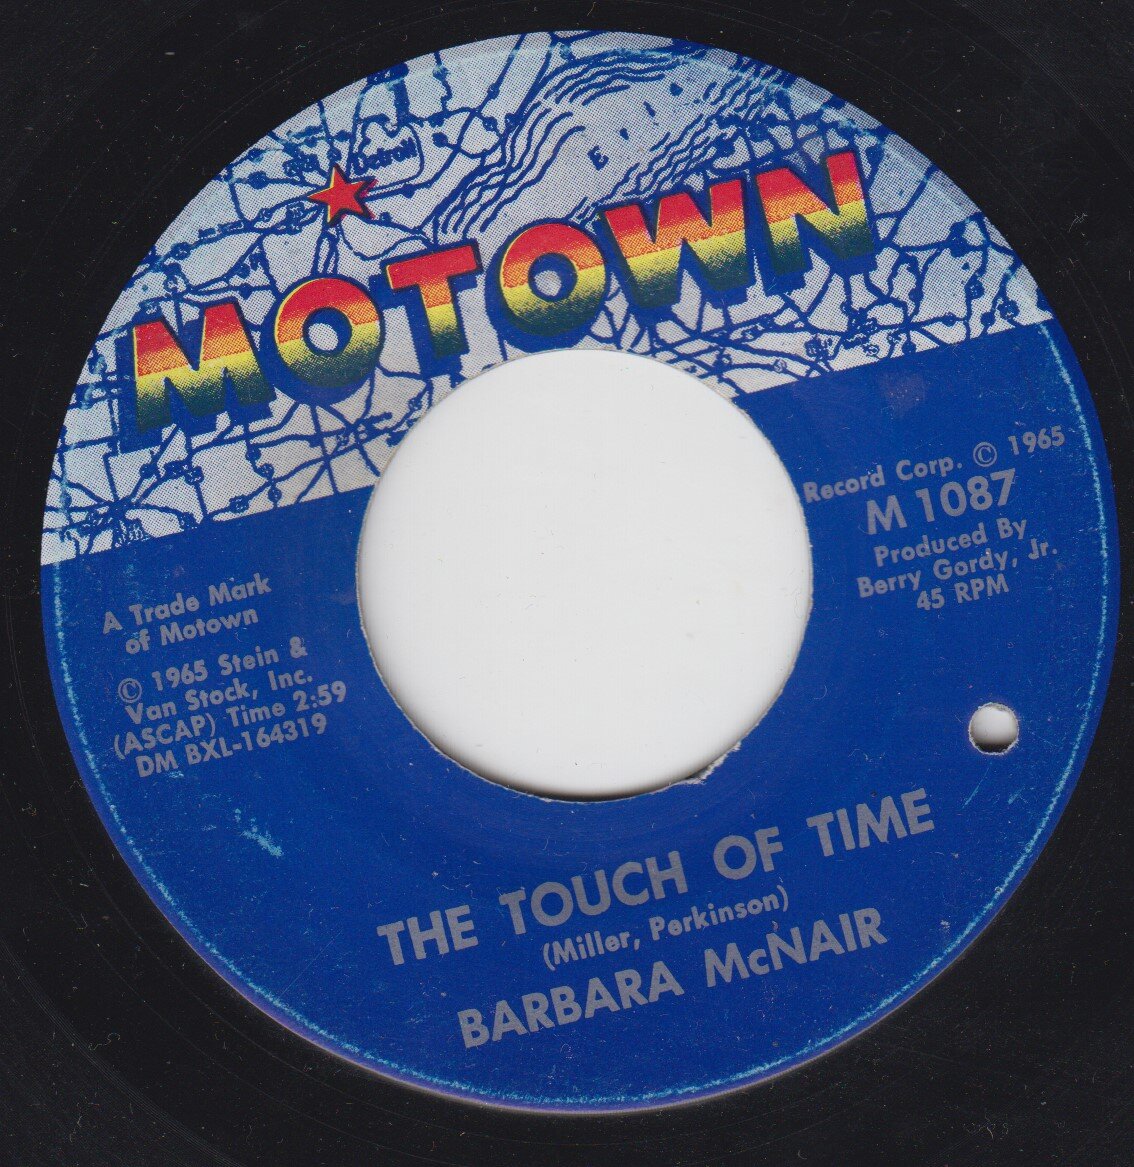 Detroit
E
MOTOWN
A Trade Mark
of Motown
© 1965 Stein &
Van Stock, Inc.
(ASCAP) Time 2:59
DM BXL-164319
Record Corp. © 1965
M 1087
Produced By
Berry Gordy, Jr.
45 RPM
THE TOUCH OF TIME
(Miller, Perkinson)
BARBARA McNAIR